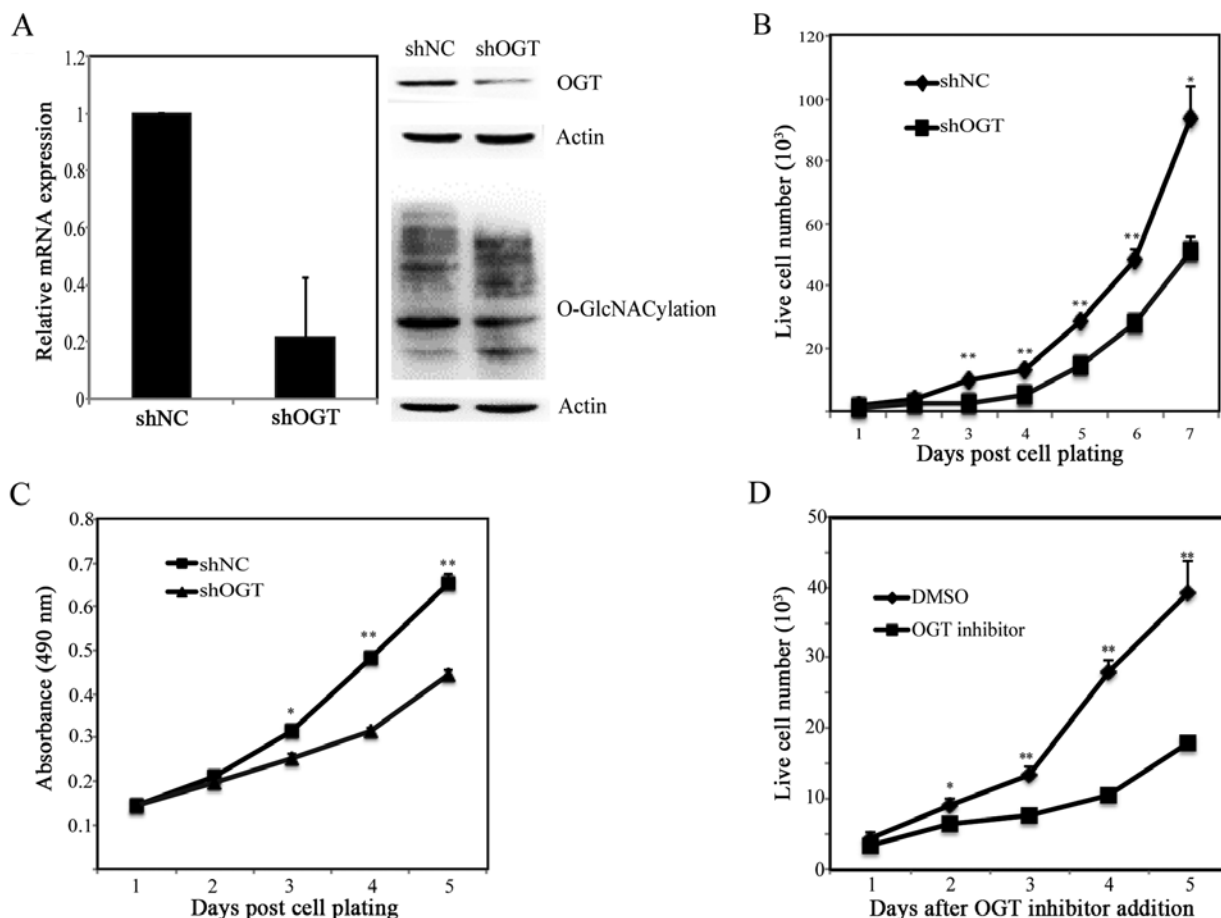 A
Relative mRNA expression
1.2
1
0.8
0.6
0.4
0.2
0
shNC shOGT
shNC shOGT
OGT
Actin
O-GlcNACylation
Actin
B
Live cell number (10³)
120
100
80
60
40
20
shNC
shOGT
**
**
**
**
*
1 2 3 4 5 6 7
Days post cell plating
C
Absorbance (490 nm)
0.8
0.7
0.6
0.5
0.4
0.3
0.2
0.1
shNC
shOGT
*
**
**
1 2 3 4 5
Days post cell plating
D
Live cell number (10³)
50
40
30
20
10
0
DMSO
OGT inhibitor
*
**
**
**
1 2 3 4 5
Days after OGT inhibitor addition